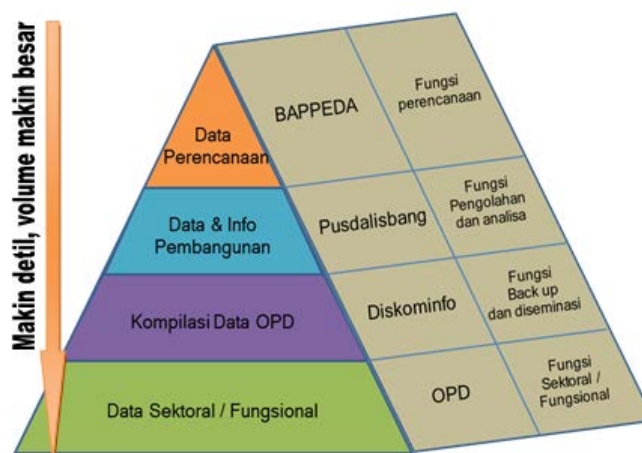 Makin detil, volume makin besar
Data
Perencanaan
BAPPEDA
Fungsi
perencanaan
Data & Info
Pembangunan
Pusdalisbang
Fungsi
Pengolahan
dan analisa
Kompilasi Data OPD
Diskominfo
Fungsi
Back up
dan diseminasi
Data Sektoral / Fungsional
OPD
Fungsi
Sektoral /
Fungsional